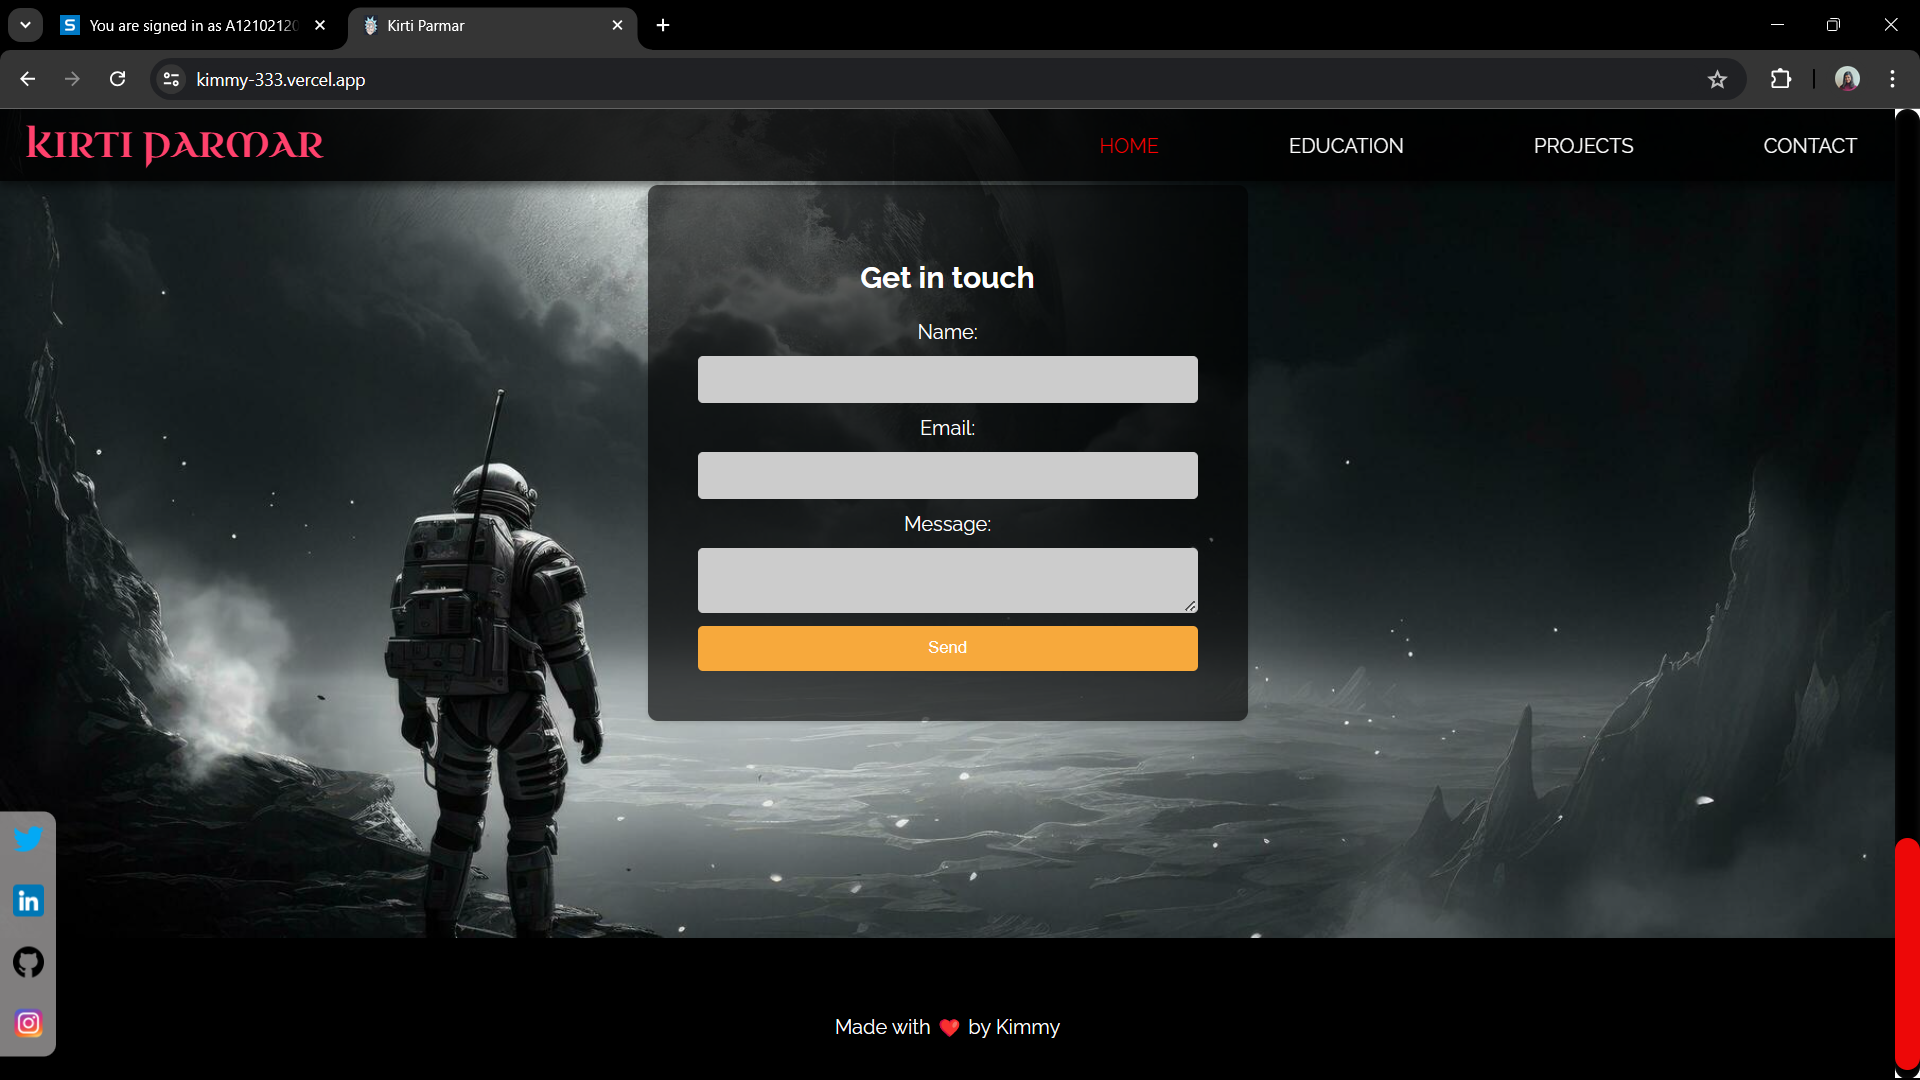 You are signed in as A12102120
Kirti Parmar
kimmy-333.vercel.app
KIRTI PARMAR
HOME
EDUCATION
PROJECTS
CONTACT
Get in touch
Name:
Email:
Message:
Send
in
Made with ❤️ by Kimmy